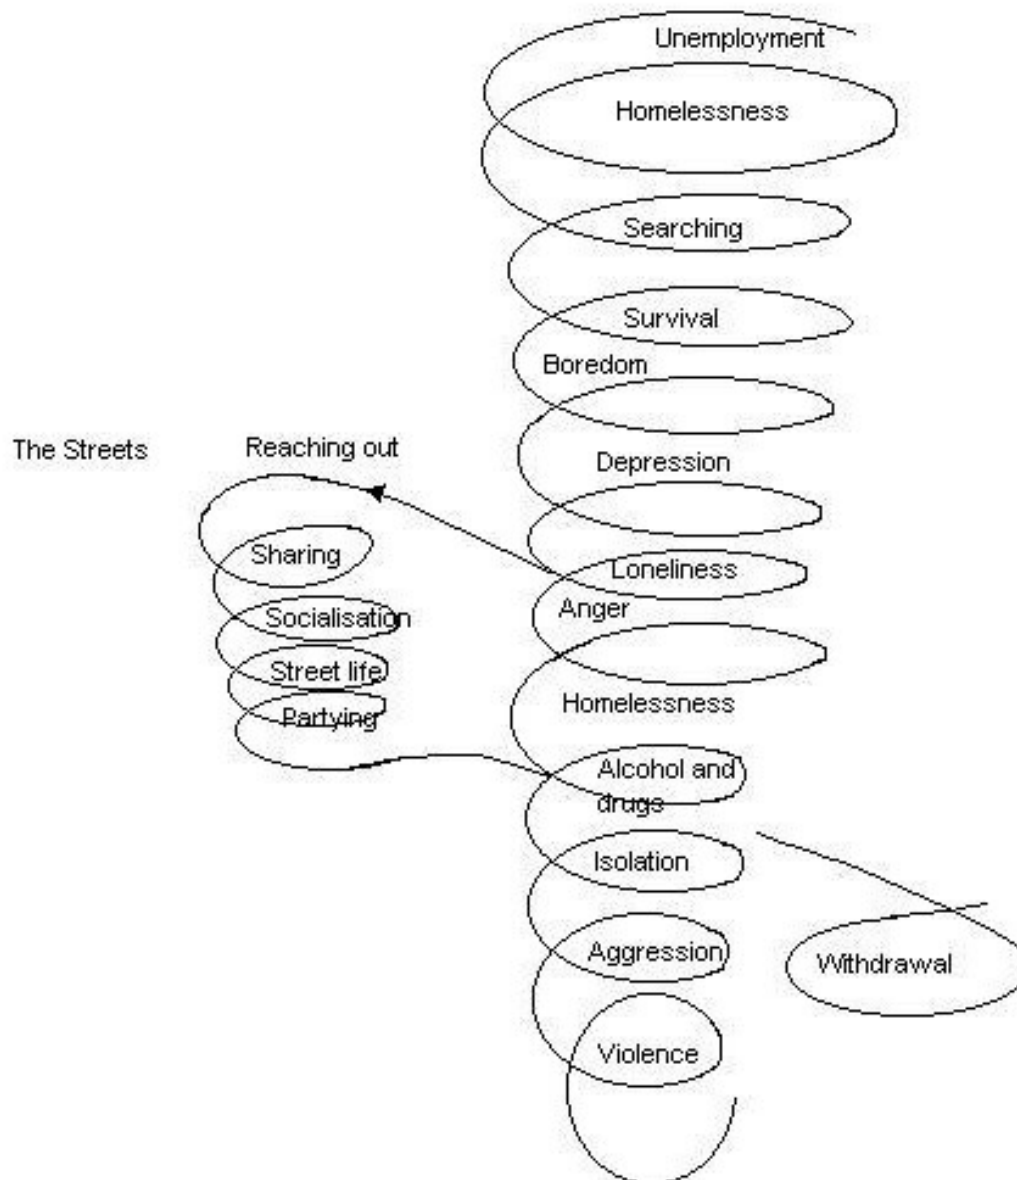 Unemployment
Homelessness
Searching
Survival
Boredom
The Streets
Reaching out
Depression
Sharing
Loneliness
Socialisation
Anger
Street life
Homelessness
Partying
Alcohol and
drugs
Isolation
Aggression
Withdrawal
Violence